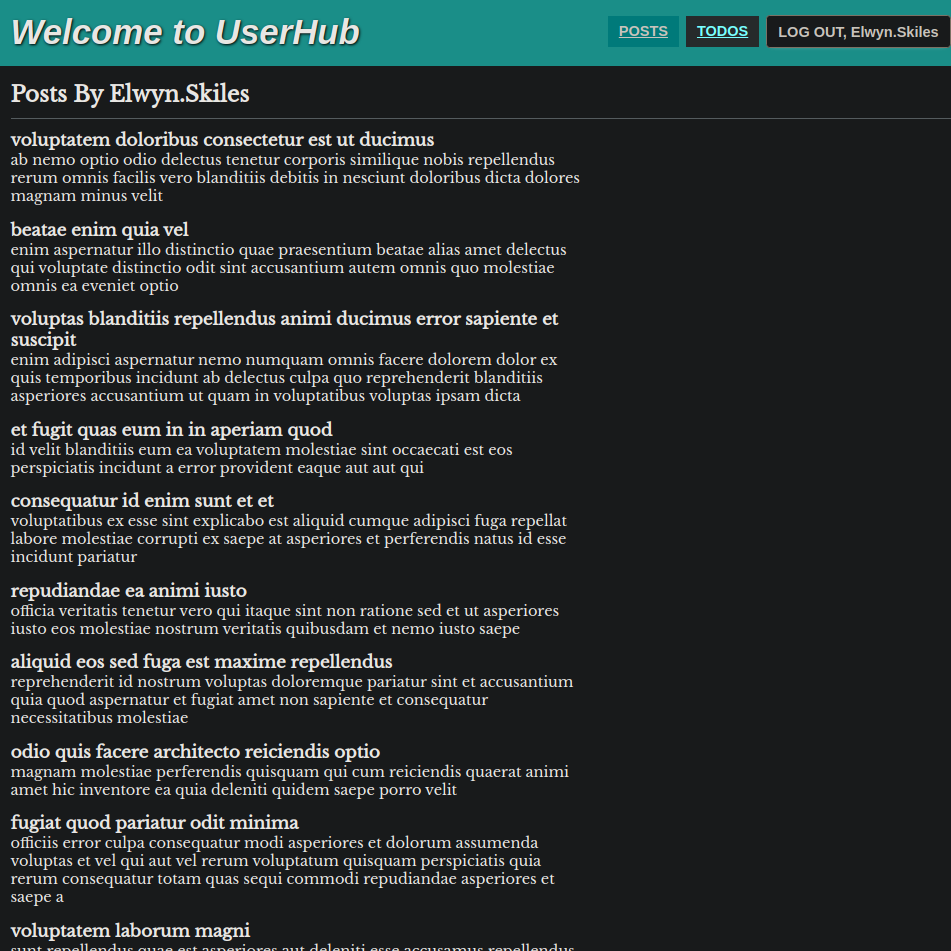 Welcome to UserHub
POSTS
TODOS
LOG OUT, Elwyn.Skiles
Posts By Elwyn.Skiles
voluptatem doloribus consectetur est ut ducimus
ab nemo optio odio delectus tenetur corporis similique nobis repellendus
rerum omnis facilis vero blanditiis debitis in nesciunt doloribus dicta dolores
magnam minus velit
beatae enim quia vel
enim aspernatur illo distinctio quae praesentium beatae alias amet delectus
qui voluptate distinctio odit sint accusantium autem omnis quo molestiae
omnis ea eveniet optio
voluptas blanditiis repellendus animi ducimus error sapiente et
suscipit
enim adipisci aspernatur nemo numquam omnis facere dolorem dolor ex
quis temporibus incidunt ab delectus culpa quo reprehenderit blanditiis
asperiores accusantium ut quam in voluptatibus voluptas ipsam dicta
et fugit quas eum in in aperiam quod
id velit blanditiis eum ea voluptatem molestiae sint occaecati est eos
perspiciatis incidunt a error provident eaque aut aut qui
consequatur id enim sunt et et
voluptatibus ex esse sint explicabo est aliquid cumque adipisci fuga repellat
labore molestiae corrupti ex saepe at asperiores et perferendis natus id esse
incidunt pariatur
repudiandae ea animi iusto
officia veritatis tenetur vero qui itaque sint non ratione sed et ut asperiores
iusto eos molestiae nostrum veritatis quibusdam et nemo iusto saepe
aliquid eos sed fuga est maxime repellendus
reprehenderit id nostrum voluptas doloremque pariatur sint et accusantium
quia quod aspernatur et fugiat amet non sapiente et consequatur
necessitatibus molestiae
odio quis facere architecto reiciendis optio
magnam molestiae perferendis quisquam qui cum reiciendis quaerat animi
amet hic inventore ea quia deleniti quidem saepe porro velit
fugiat quod pariatur odit minima
officiis error culpa consequatur modi asperiores et dolorum assumenda
voluptas et vel qui aut vel rerum voluptatum quisquam perspiciatis quia
rerum consequatur totam quas sequi commodi repudiandae asperiores et
saepe a
voluptatem laborum magni
sunt repellendus quae est asperiores aut deleniti esse accusamus repellendus